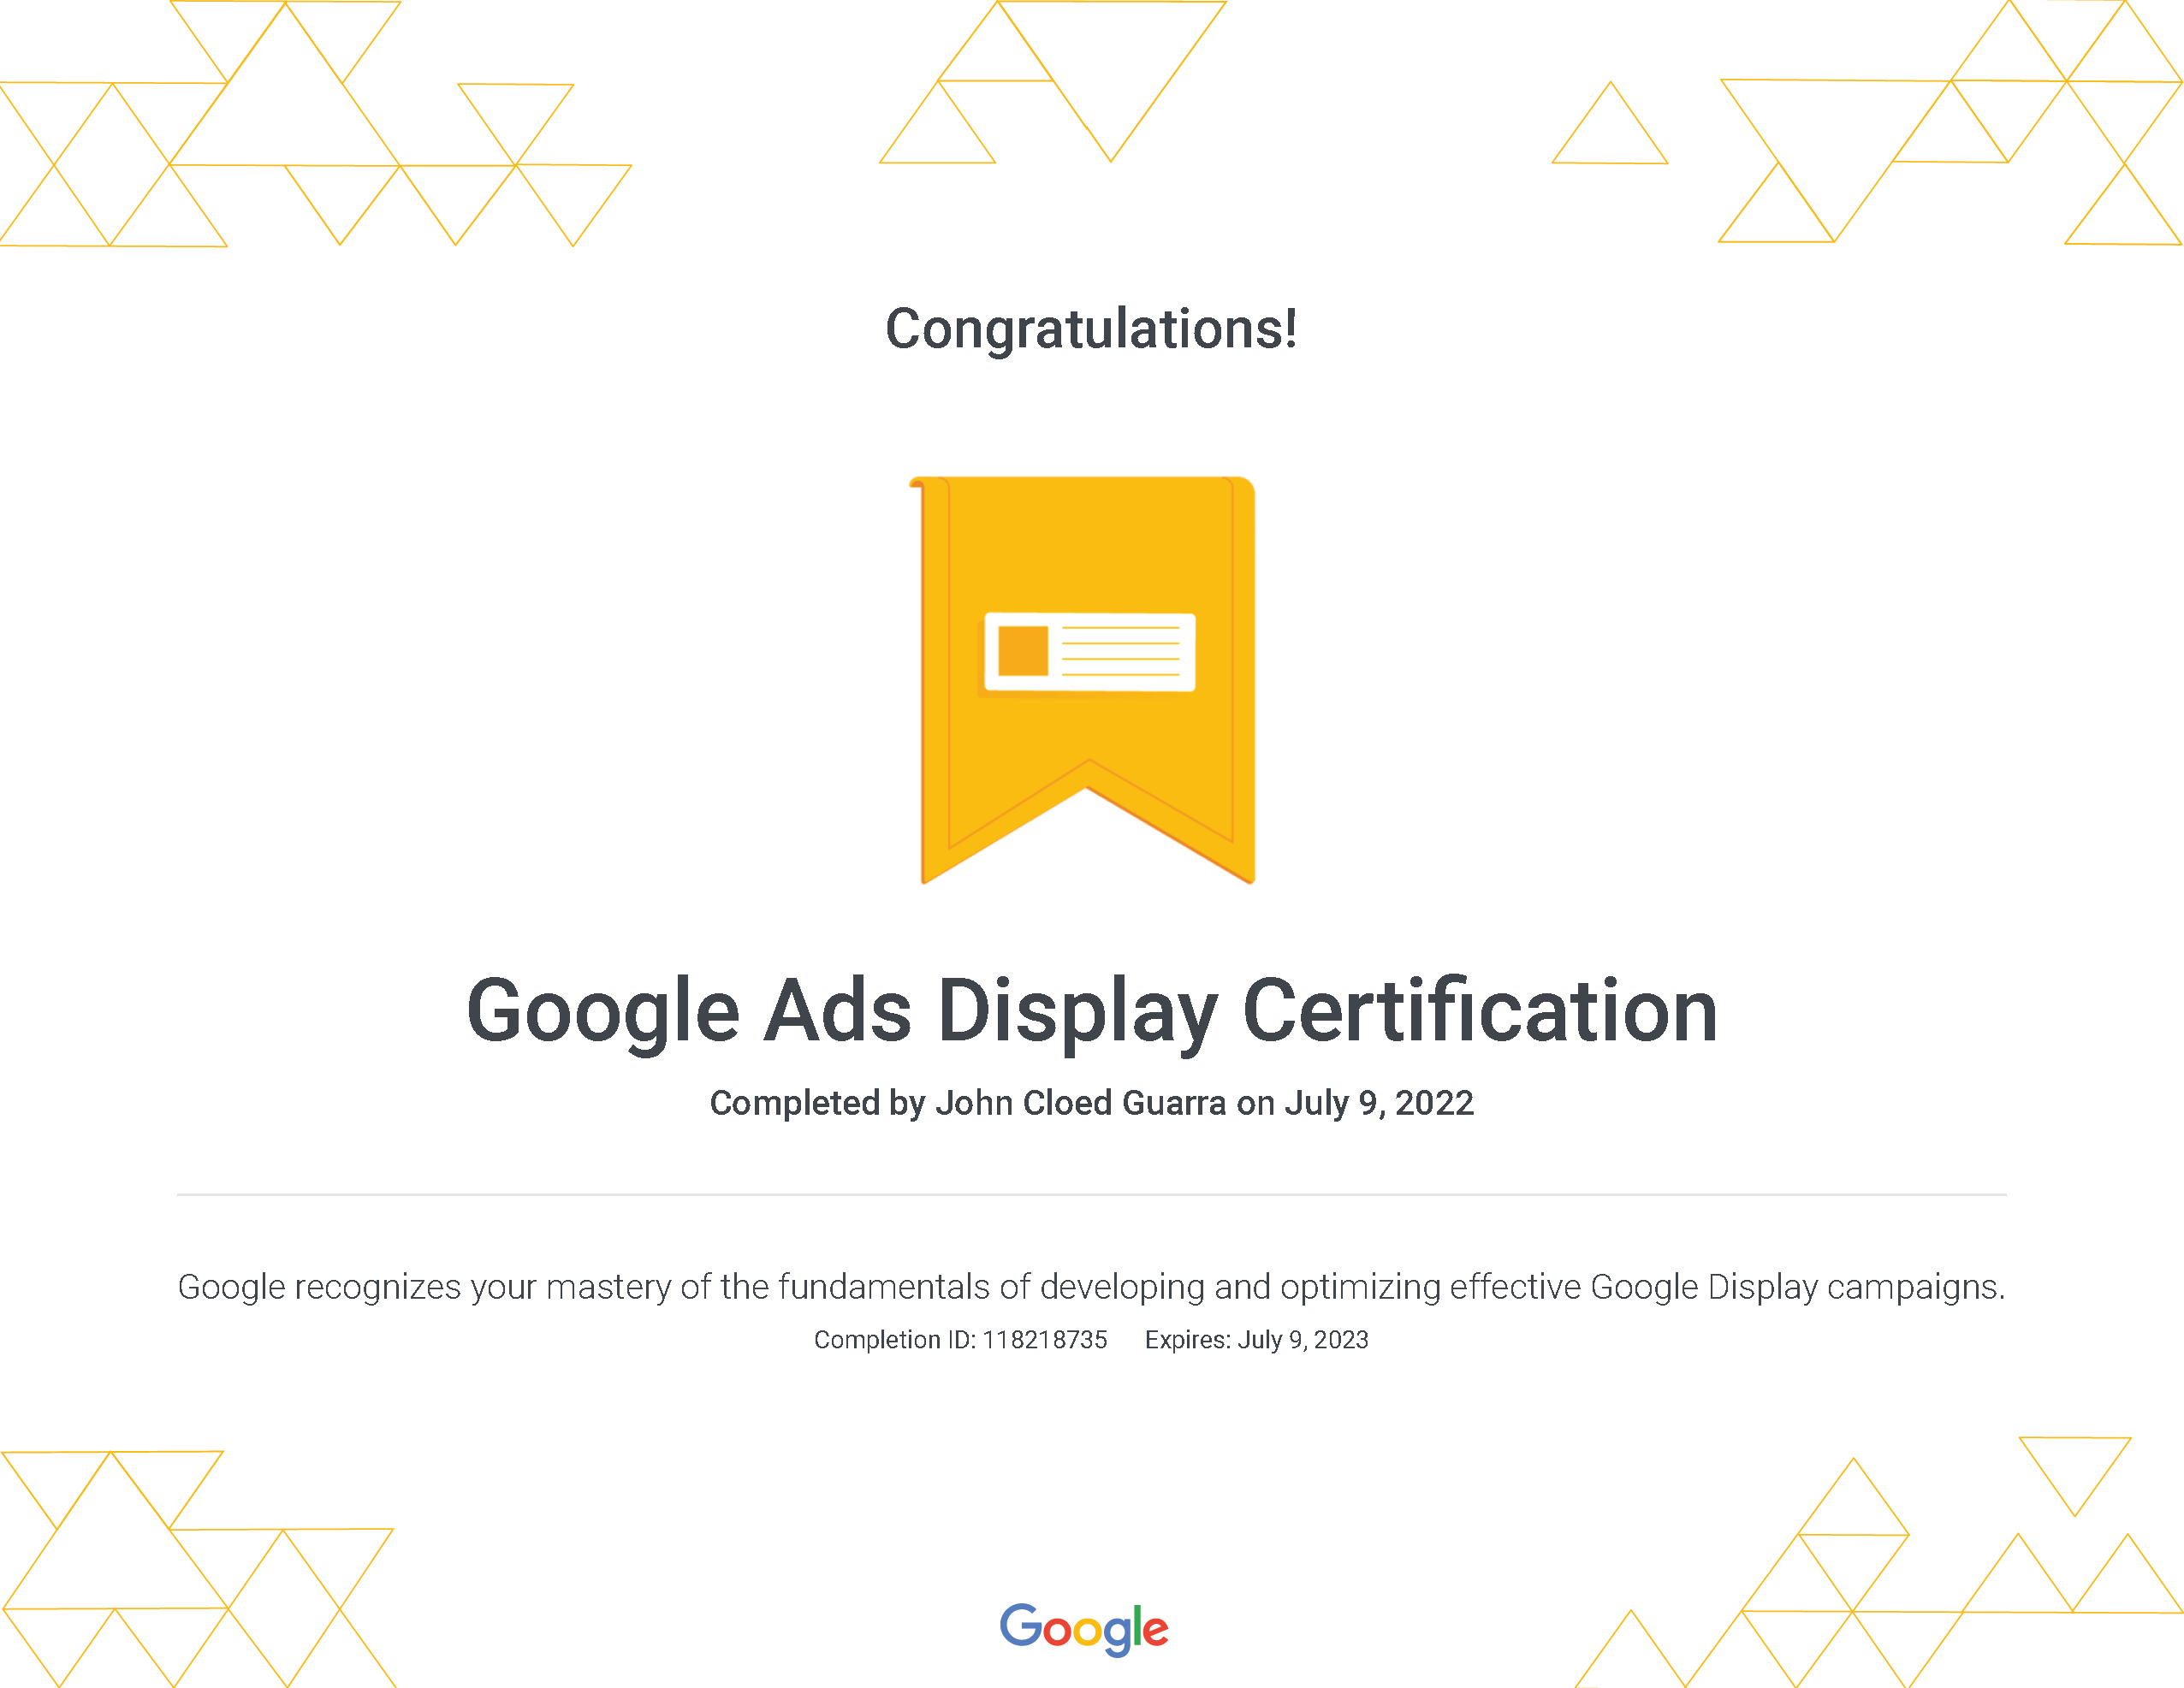 Congratulations!
Google Ads Display Certification
Completed by John Cloed Guarra on July 9, 2022
Google recognizes your mastery of the fundamentals of developing and optimizing effective Google Display campaigns.
Completion ID: 118218735 Expires: July 9, 2023
Google